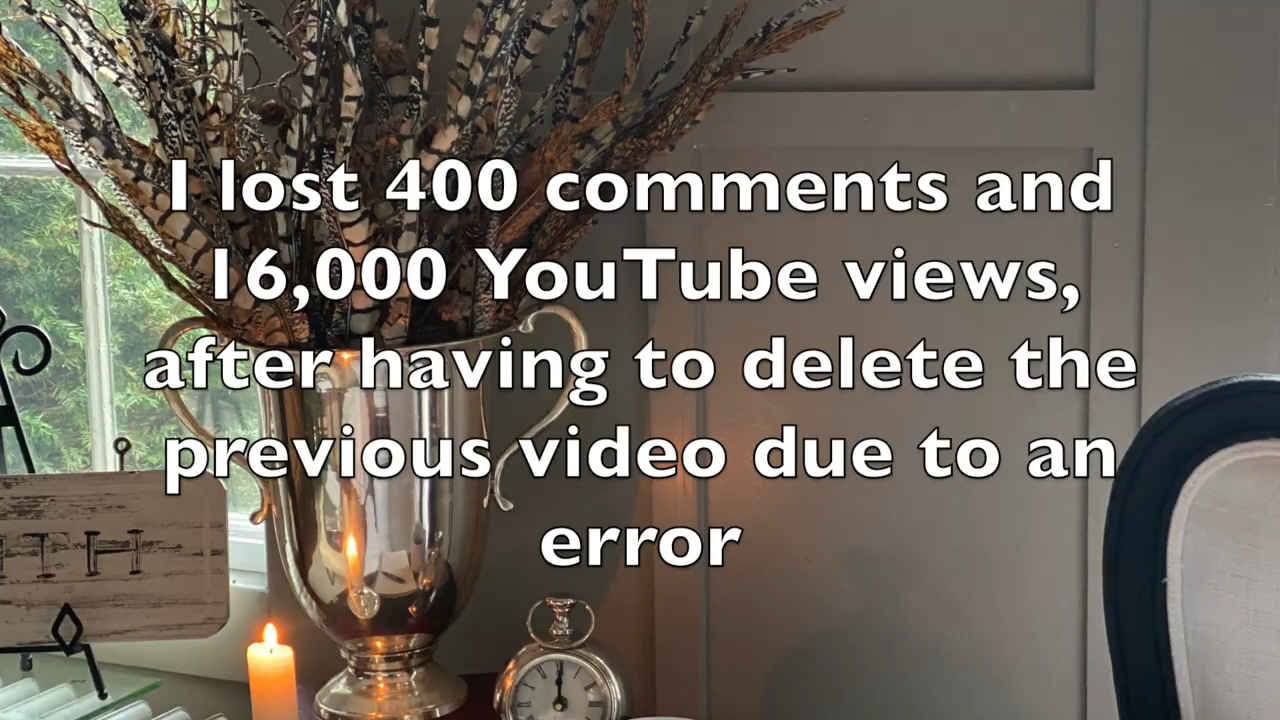 I lost 400 comments and
16,000 YouTube views,
after having to delete the
previous video due to an
error
TH